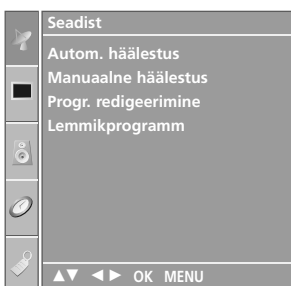 Seadist
Autom. häälestus
Manuaalne häälestus
Progr. redigeerimine
Lemmikprogramm
▲▼ ◄► OK MENU